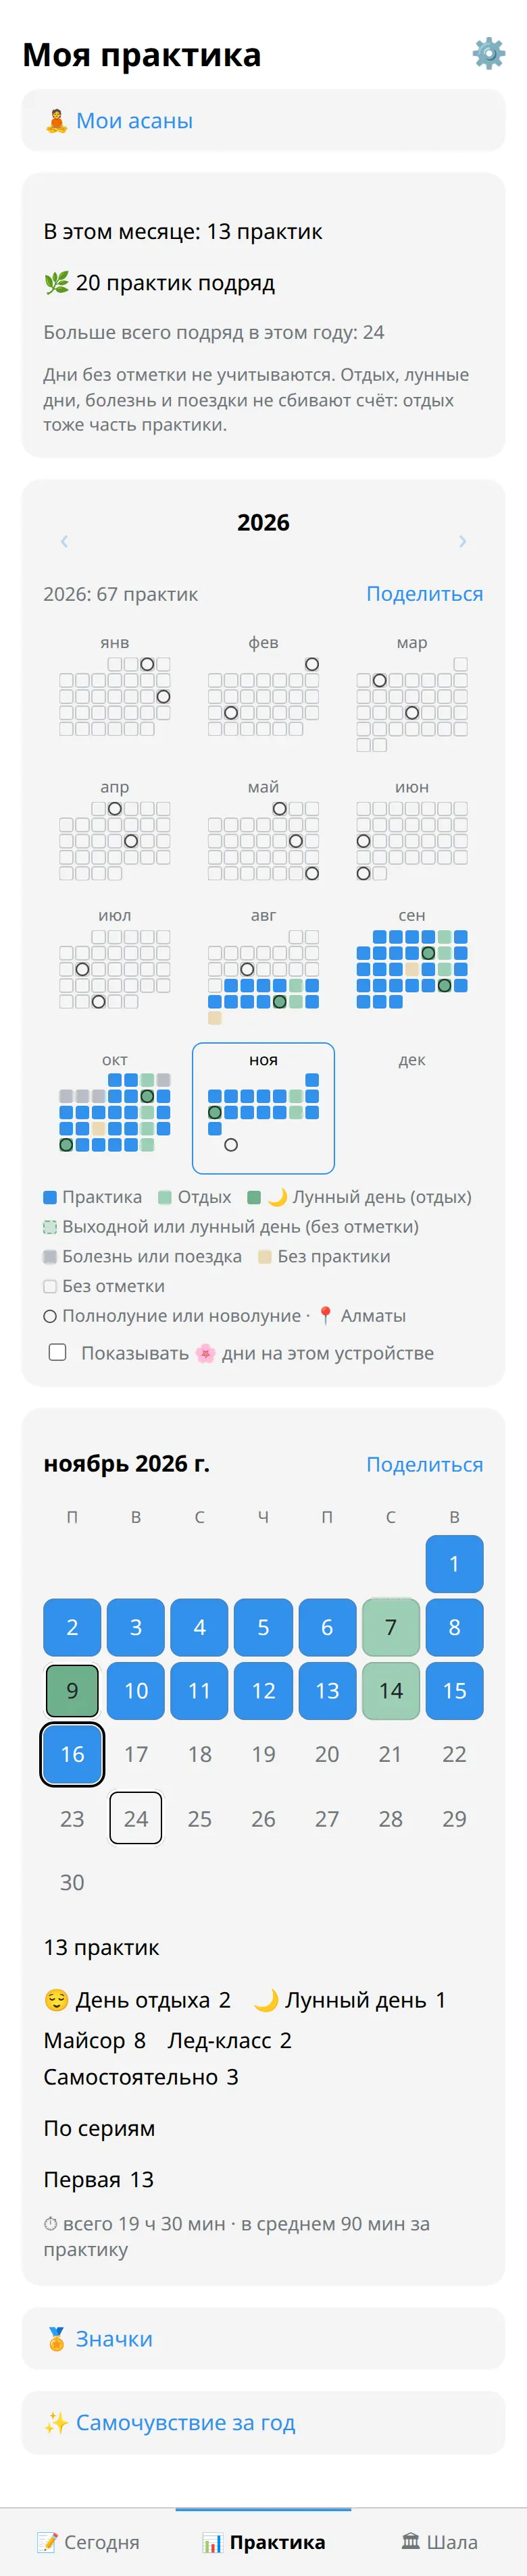 Моя практика ⚙️
🧘 Мои асаны
В этом месяце: 13 практик
🌿 20 практик подряд
Больше всего подряд в этом году: 24
Дни без отметки не учитываются. Отдых, лунные
дни, болезнь и поездки не сбивают счёт: отдых
тоже часть практики.
‹ 2026 ›
2026: 67 практик Поделиться
янв фев мар
апр май июн
июл авг сен
окт ноя дек
Практика Отдых 🌙 Лунный день (отдых)
Выходной или лунный день (без отметки)
Болезнь или поездка Без практики
Без отметки
Полнолуние или новолуние · 📍 Алматы
Показывать 🌸 дни на этом устройстве
ноябрь 2026 г. Поделиться
П В С Ч П С В
1
2 3 4 5 6 7 8
9 10 11 12 13 14 15
16 17 18 19 20 21 22
23 24 25 26 27 28 29
30
13 практик
😌 День отдыха 2 🌙 Лунный день 1
Майсор 8 Лед-класс 2
Самостоятельно 3
По сериям
Первая 13
⏱ всего 19 ч 30 мин · в среднем 90 мин за
практику
🏅 Значки
✨ Самочувствие за год
📝 Сегодня 📊 Практика 🏛 Шала